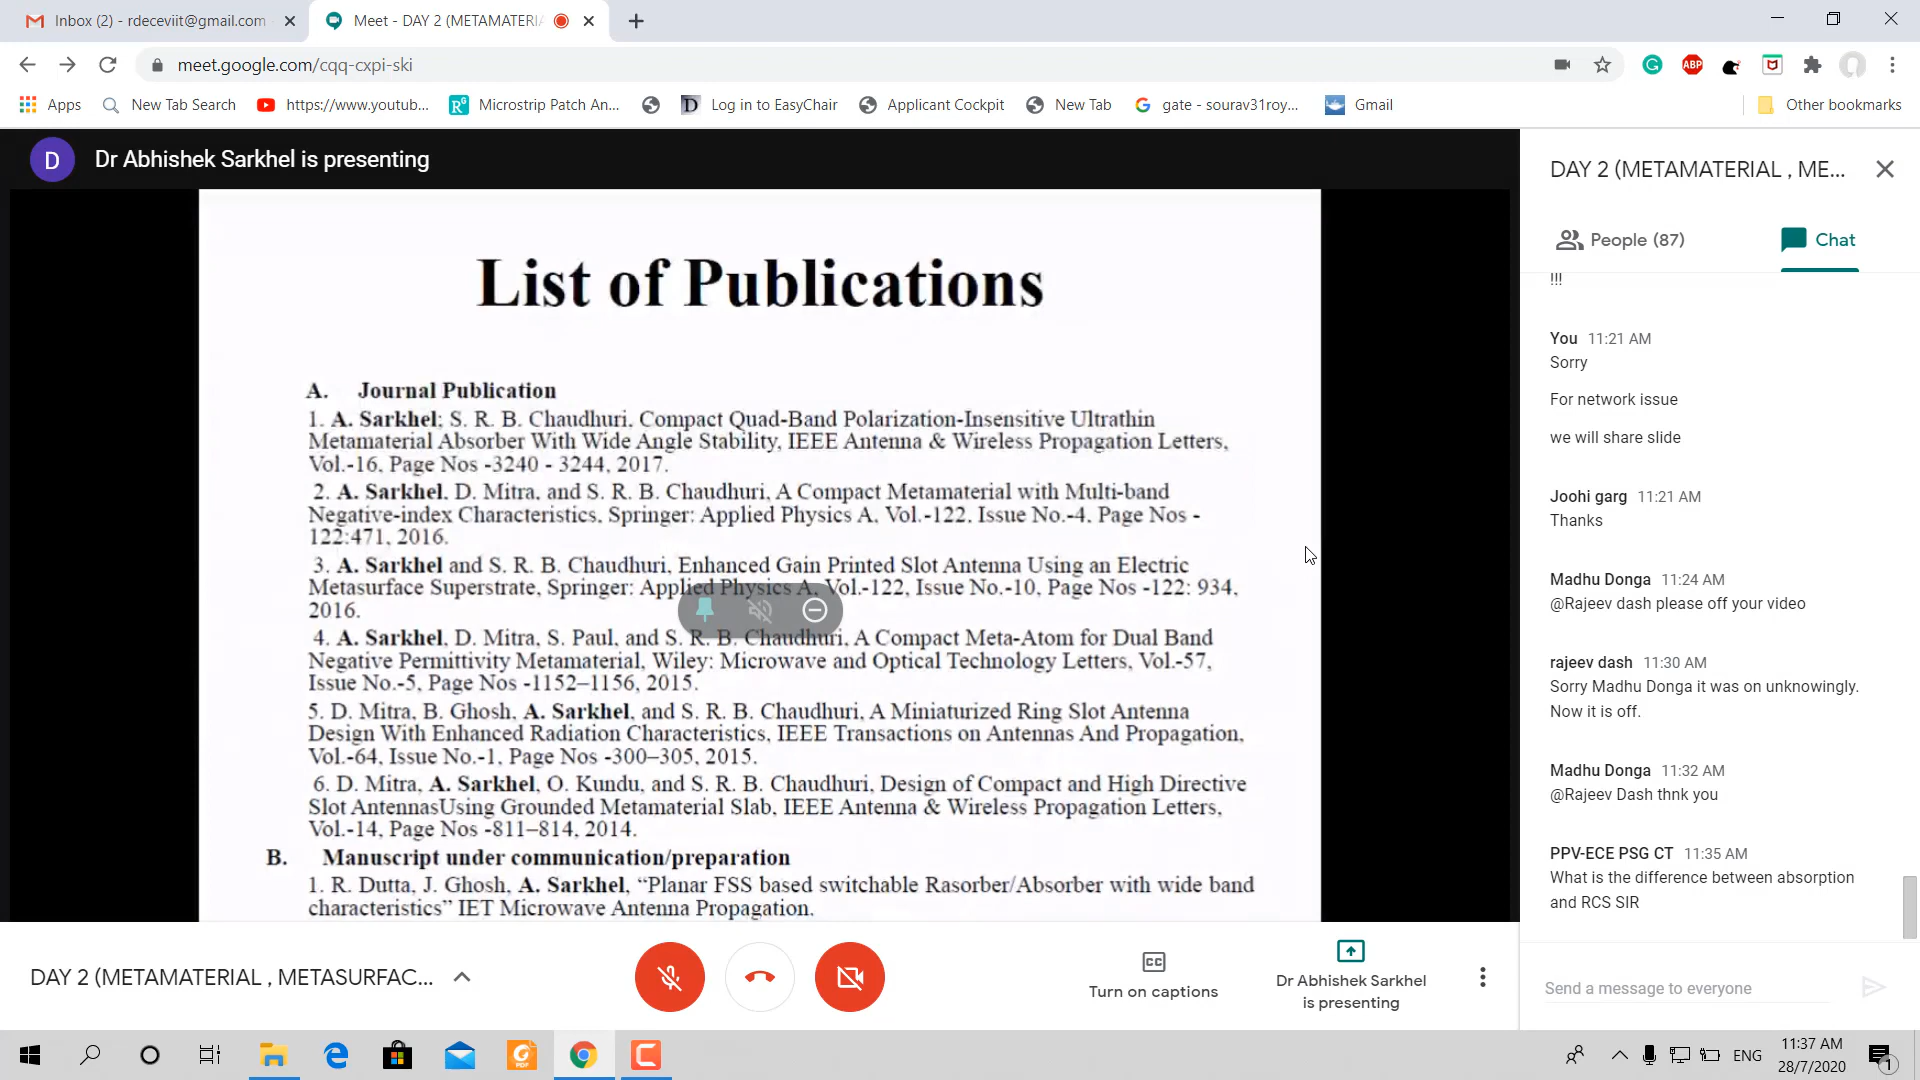 Inbox (2) - rdeceviit@gmail.com
Meet - DAY 2 (METAMATERI
meet.google.com/cqq-cxpi-ski
Apps
New Tab Search
https://www.youtub...
Microstrip Patch An...
Log in to EasyChair
Applicant Cockpit
New Tab
gate - sourav31roy...
Gmail
Other bookmarks
D
Dr Abhishek Sarkhel is presenting
List of Publications
A. Journal Publication
1. A. Sarkhel; S. R. B. Chaudhuri, Compact Quad-Band Polarization-Insensitive Ultrathin
Metamaterial Absorber With Wide Angle Stability, IEEE Antenna & Wireless Propagation Letters,
Vol.-16, Page Nos -3240 - 3244, 2017.
2. A. Sarkhel, D. Mitra, and S. R. B. Chaudhuri, A Compact Metamaterial with Multi-band
Negative-index Characteristics, Springer: Applied Physics A, Vol.-122, Issue No.-4, Page Nos -
122:471, 2016.
3. A. Sarkhel and S. R. B. Chaudhuri, Enhanced Gain Printed Slot Antenna Using an Electric
Metasurface Superstrate, Springer: Applied Physics A, Vol.-122, Issue No.-10, Page Nos -122: 934,
2016.
4. A. Sarkhel, D. Mitra, S. Paul, and S. R. B. Chaudhuri, A Compact Meta-Atom for Dual Band
Negative Permittivity Metamaterial, Wiley: Microwave and Optical Technology Letters, Vol.-57,
Issue No.-5, Page Nos -1152–1156, 2015.
5. D. Mitra, B. Ghosh, A. Sarkhel, and S. R. B. Chaudhuri, A Miniaturized Ring Slot Antenna
Design With Enhanced Radiation Characteristics, IEEE Transactions on Antennas And Propagation,
Vol.-64, Issue No.-1, Page Nos -300–305, 2015.
6. D. Mitra, A. Sarkhel, O. Kundu, and S. R. B. Chaudhuri, Design of Compact and High Directive
Slot AntennasUsing Grounded Metamaterial Slab, IEEE Antenna & Wireless Propagation Letters,
Vol.-14, Page Nos -811–814, 2014.
B. Manuscript under communication/preparation
1. R. Dutta, J. Ghosh, A. Sarkhel, “Planar FSS based switchable Rasorber/Absorber with wide band
characteristics” IET Microwave Antenna Propagation.
DAY 2 (METAMATERIAL , ME...
People (87)
Chat
!!!
You 11:21 AM
Sorry
For network issue
we will share slide
Joohi garg 11:21 AM
Thanks
Madhu Donga 11:24 AM
@Rajeev dash please off your video
rajeev dash 11:30 AM
Sorry Madhu Donga it was on unknowingly.
Now it is off.
Madhu Donga 11:32 AM
@Rajeev Dash thnk you
PPV-ECE PSG CT 11:35 AM
What is the difference between absorption
and RCS SIR
Send a message to everyone
DAY 2 (METAMATERIAL , METASURFAC...
Turn on captions
Dr Abhishek Sarkhel
is presenting
ENG
11:37 AM
28/7/2020
1